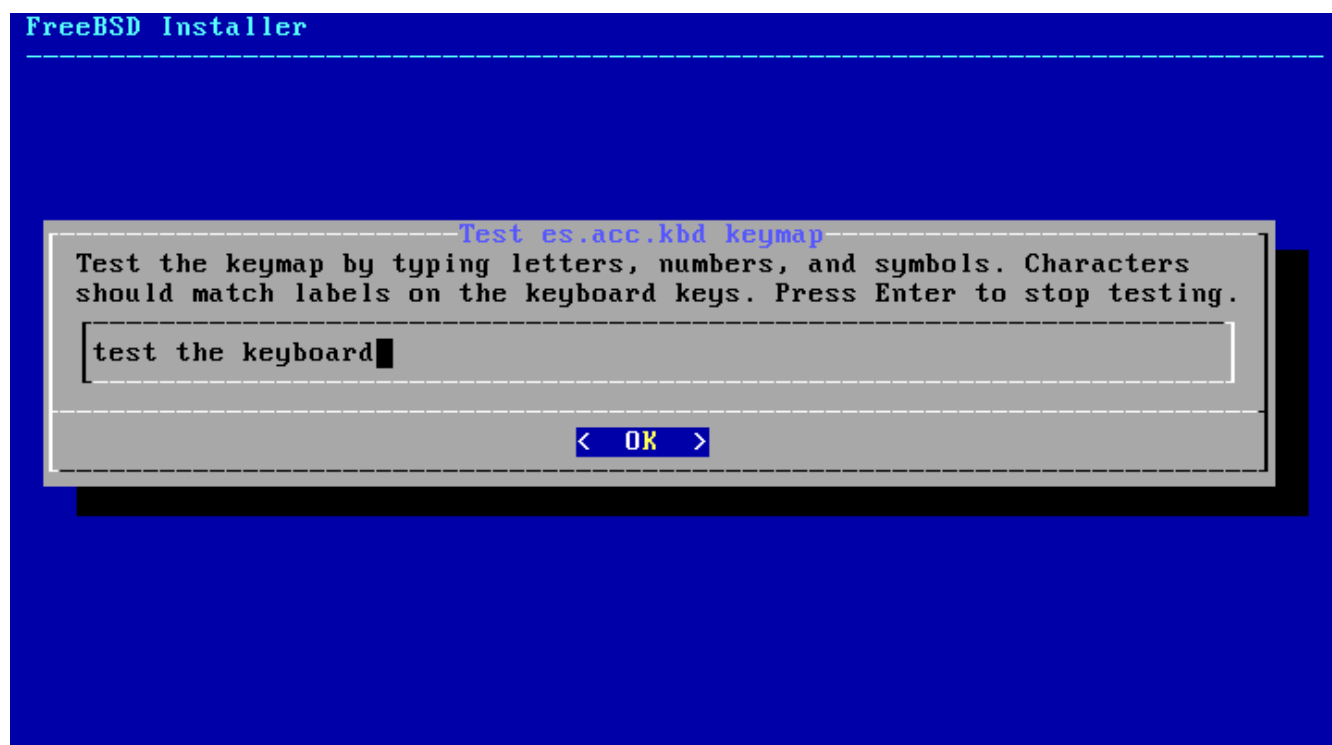 FreeBSD Installer
Test es.acc.kbd keymap
Test the keymap by typing letters, numbers, and symbols. Characters
should match labels on the keyboard keys. Press Enter to stop testing.
test the keyboard
< OK >